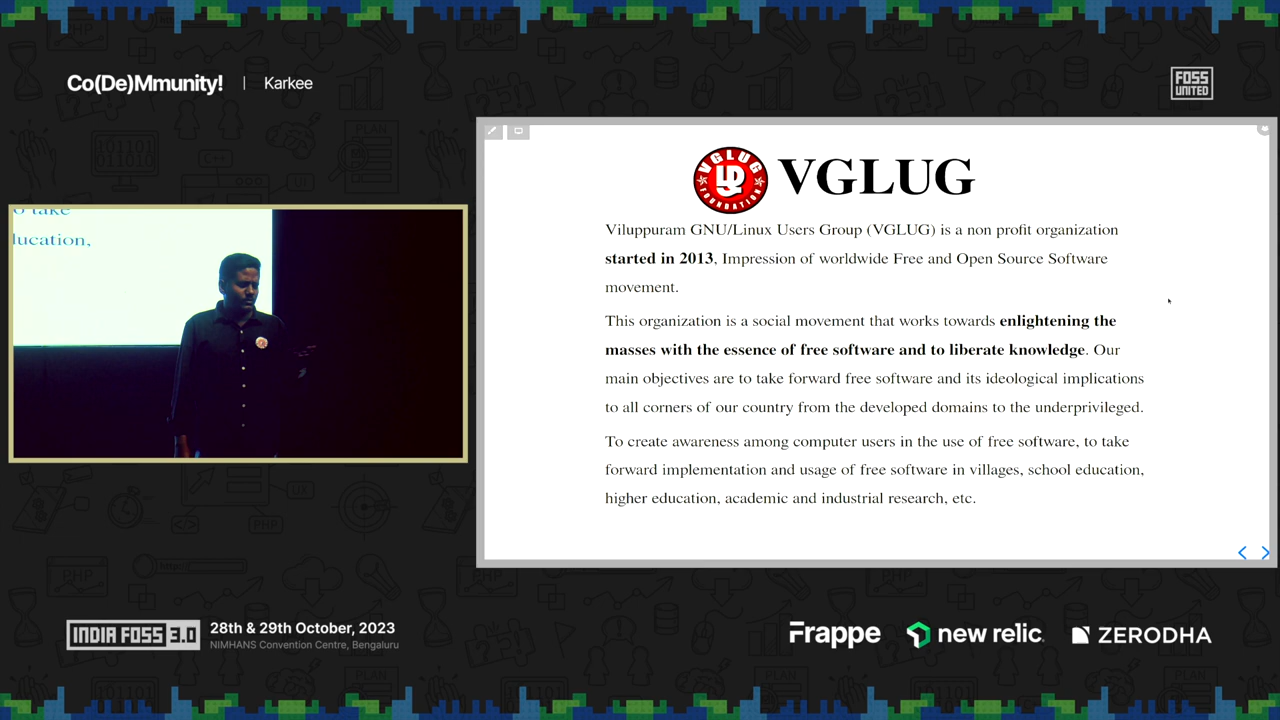 Co(De)Mmunity! | Karkee
FOSS
UNITED
o take
lucation,
VGLUG
FOUNDATION
VGLUG
Viluppuram GNU/Linux Users Group (VGLUG) is a non profit organization
started in 2013, Impression of worldwide Free and Open Source Software
movement.
This organization is a social movement that works towards enlightening the
masses with the essence of free software and to liberate knowledge. Our
main objectives are to take forward free software and its ideological implications
to all corners of our country from the developed domains to the underprivileged.
To create awareness among computer users in the use of free software, to take
forward implementation and usage of free software in villages, school education,
higher education, academic and industrial research, etc.
INDIA FOSS 3.0
28th & 29th October, 2023
NIMHANS Convention Centre, Bengaluru
Frappe
new relic
ZERODHA